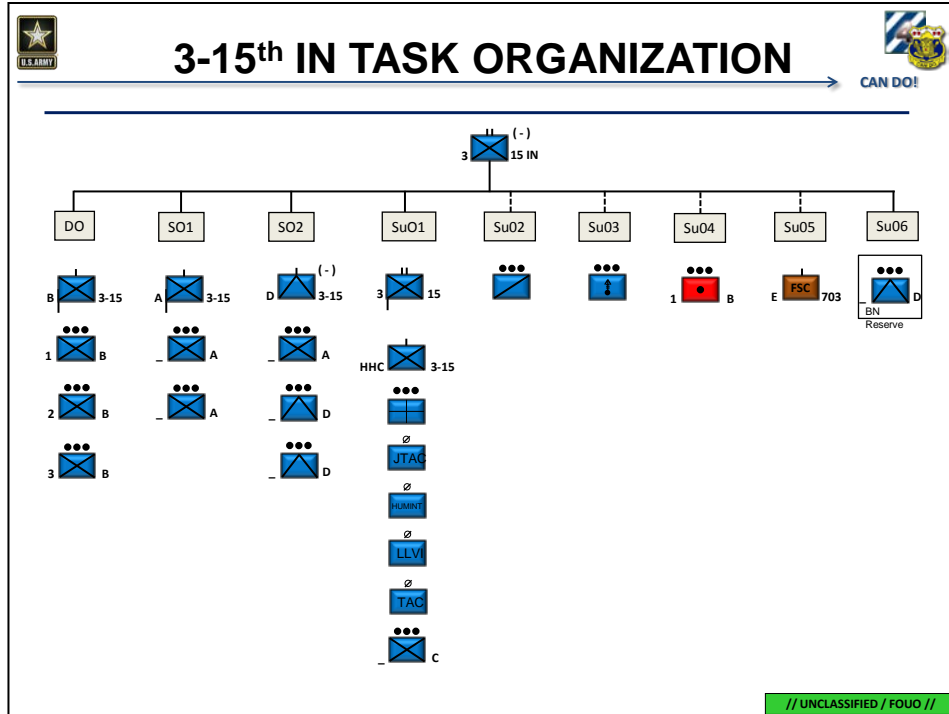 3-15th IN TASK ORGANIZATION
U.S.ARMY
CAN DO!
( - )
3 15 IN
DO SO1 SO2 SuO1 Su02 Su03 Su04 Su05 Su06
( - )
B 3-15 A 3-15 D 3-15 3 15 1 B E FSC 703 _ D
BN
Reserve
1 B _ A _ A HHC 3-15
2 B _ A _ D
Ø
JTAC
3 B _ D
Ø
HUMINT
Ø
LLVI
Ø
TAC
_ C
// UNCLASSIFIED / FOUO //